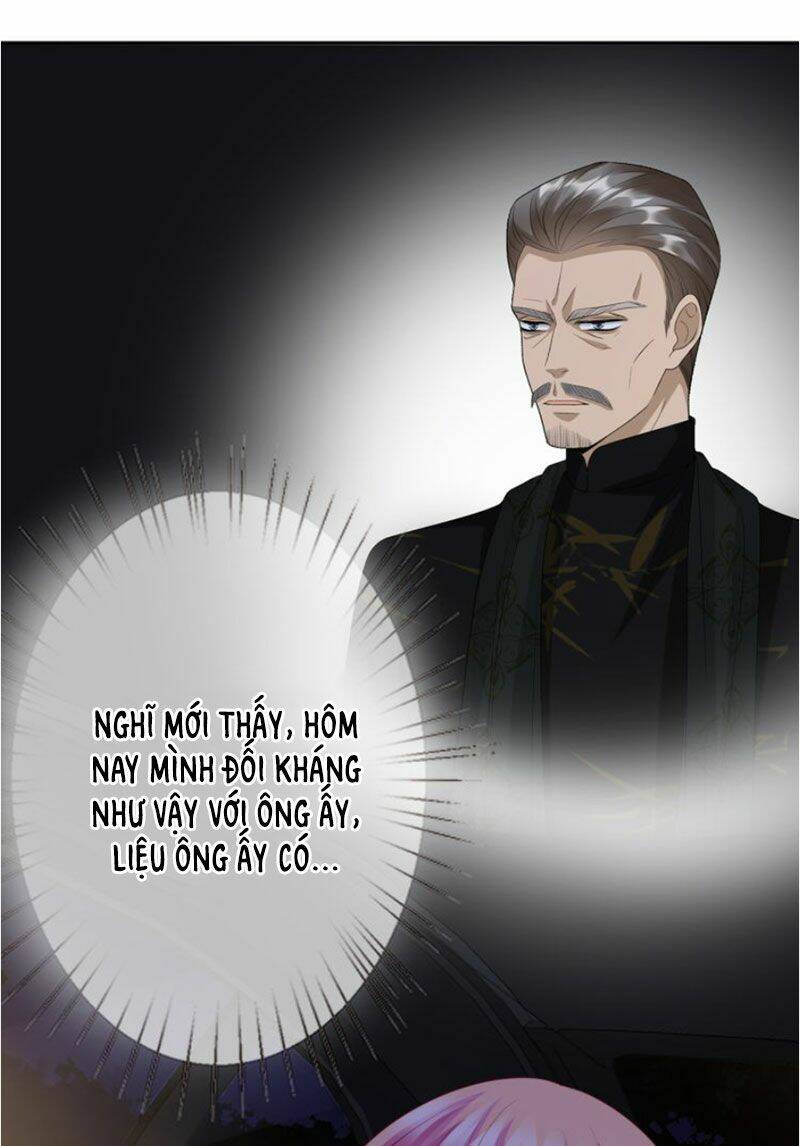 NGHĨ MỚI THẤY, HÔM
NAY MÌNH ĐỐI KHÁNG
NHƯ VẬY VỚI ÔNG ẤY,
LIỆU ÔNG ẤY CÓ...